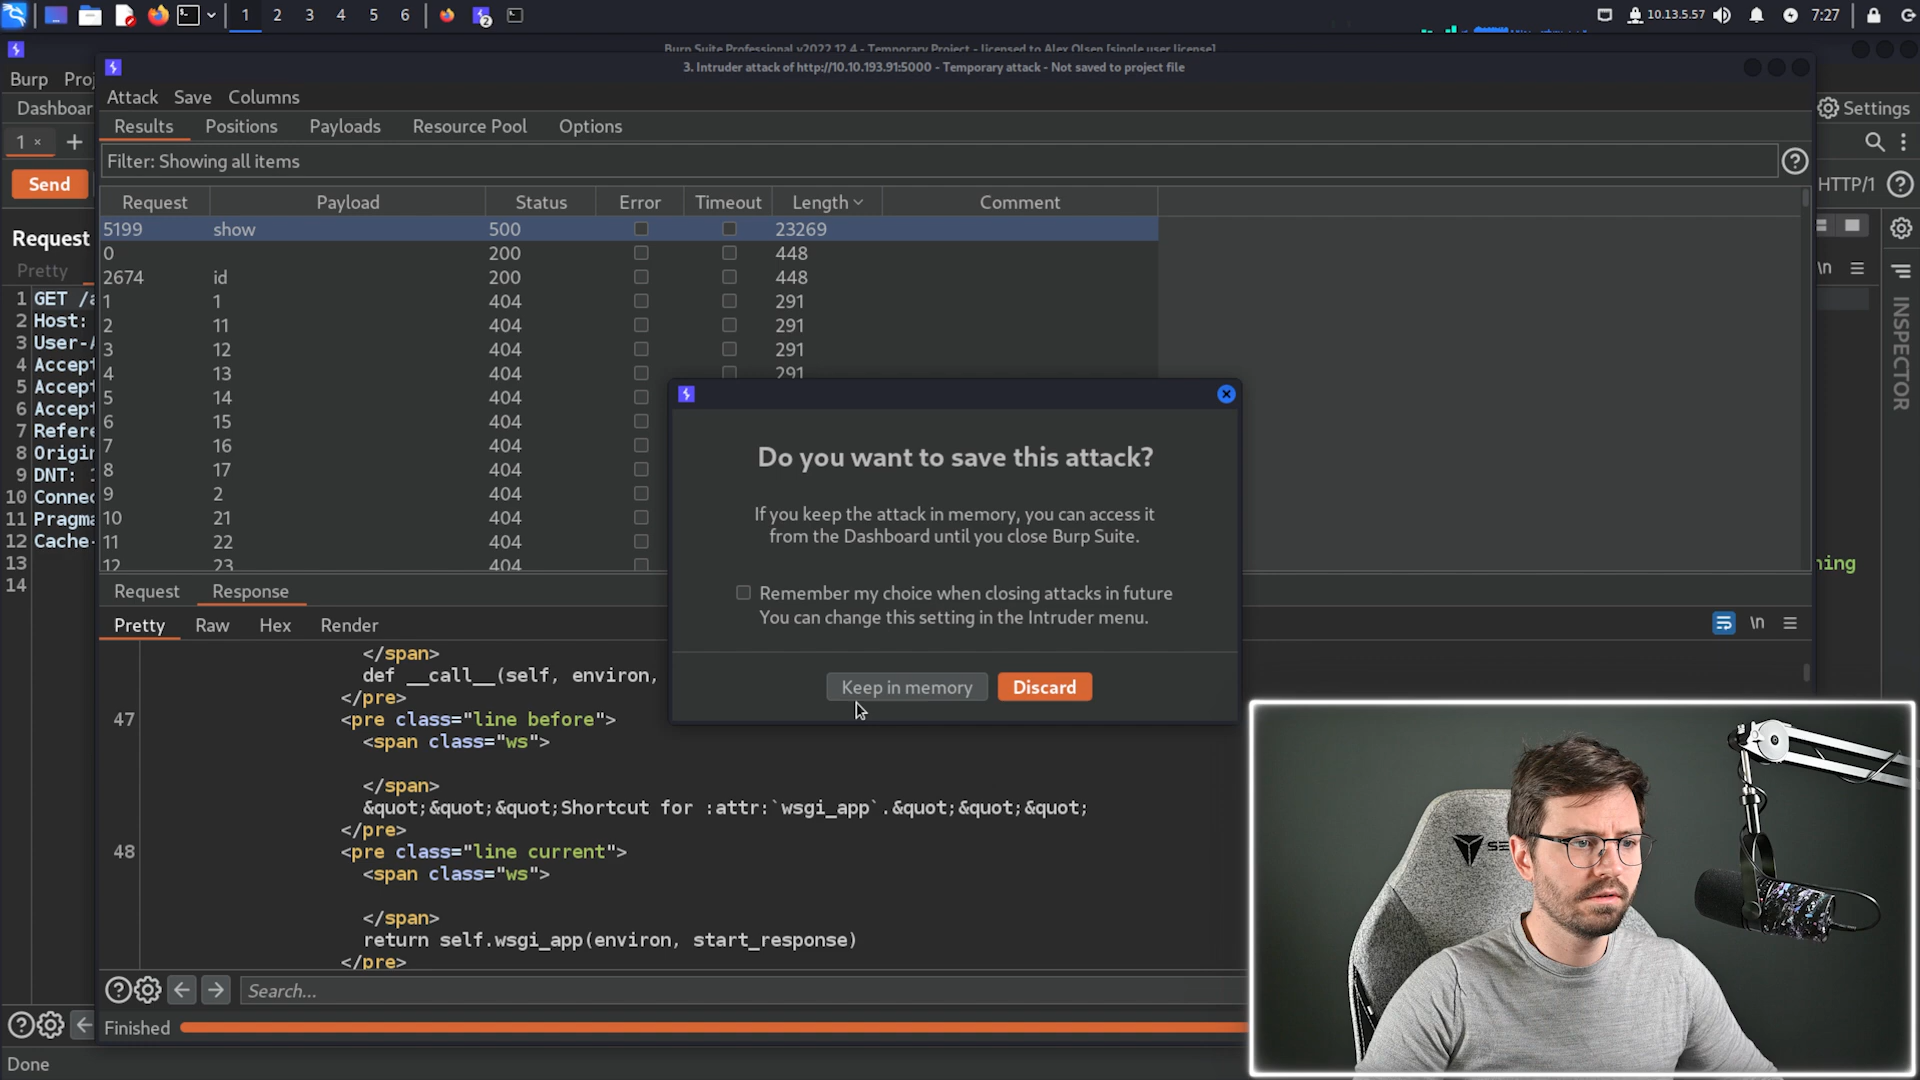 1 2 3 4 5 6 2 10.13.5.57 7:27
Burp Suite Professional v2022.12.4 - Temporary Project - licensed to Alex Olsen [single user license]
3. Intruder attack of http://10.10.193.91:5000 - Temporary attack - Not saved to project file
Burp Proj
Attack Save Columns
Dashboar Settings
Results Positions Payloads Resource Pool Options
1 × +
Filter: Showing all items ?
Send HTTP/1 ?
Request Payload Status Error Timeout Length Comment
5199 show 500 23269
Request
0 200 448
Pretty \n
2674 id 200 448
1 GET /a
1 1 404 291
2 Host:
2 11 404 291
3 User-A
3 12 404 291
4 Accept
4 13 404 291
5 Accept
5 14 404
6 Accept
6 15 404
7 Refere
7 16 404
8 Origin
8 17 404
9 DNT: 1
9 2 404
10 Connec
10 21 404
11 Pragma
11 22 404
12 Cache-
12 23 404
13
14
INSPECTOR
ning
Do you want to save this attack?
If you keep the attack in memory, you can access it
from the Dashboard until you close Burp Suite.
Remember my choice when closing attacks in future
You can change this setting in the Intruder menu.
Keep in memory Discard
Request Response
Pretty Raw Hex Render \n
</span>
def __call__(self, environ,
</pre>
47 <pre class="line before">
<span class="ws">
</span>
&quot;&quot;&quot;Shortcut for :attr:`wsgi_app`.&quot;&quot;&quot;
</pre>
48 <pre class="line current">
<span class="ws">
</span>
return self.wsgi_app(environ, start_response)
</pre>
? Search...
? Finished
Done